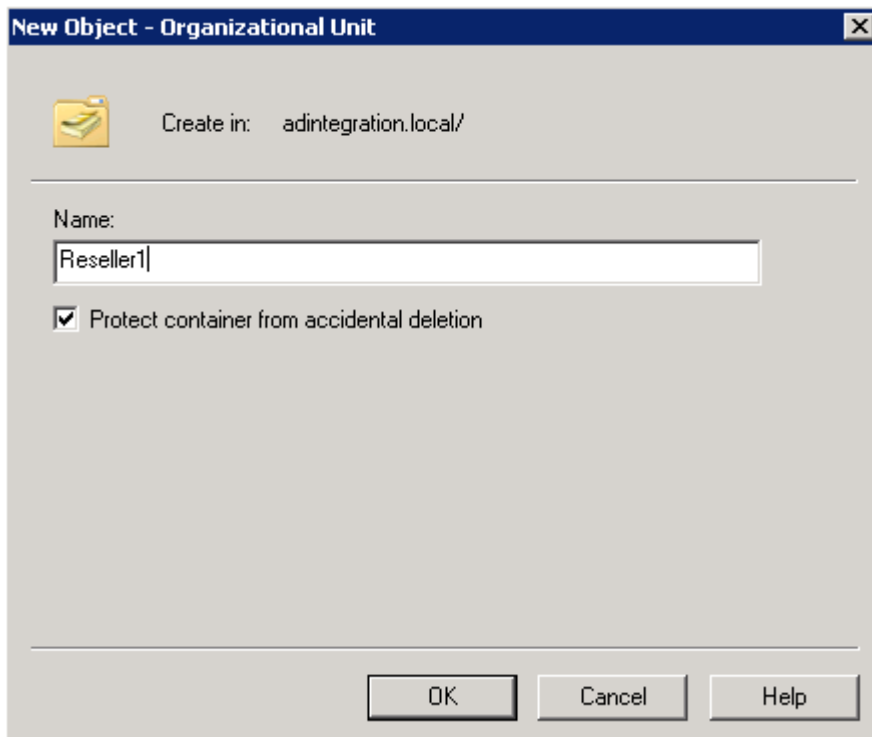 New Object - Organizational Unit
Create in: adintegration.local/
Name:
Reseller1
Protect container from accidental deletion
OK Cancel Help